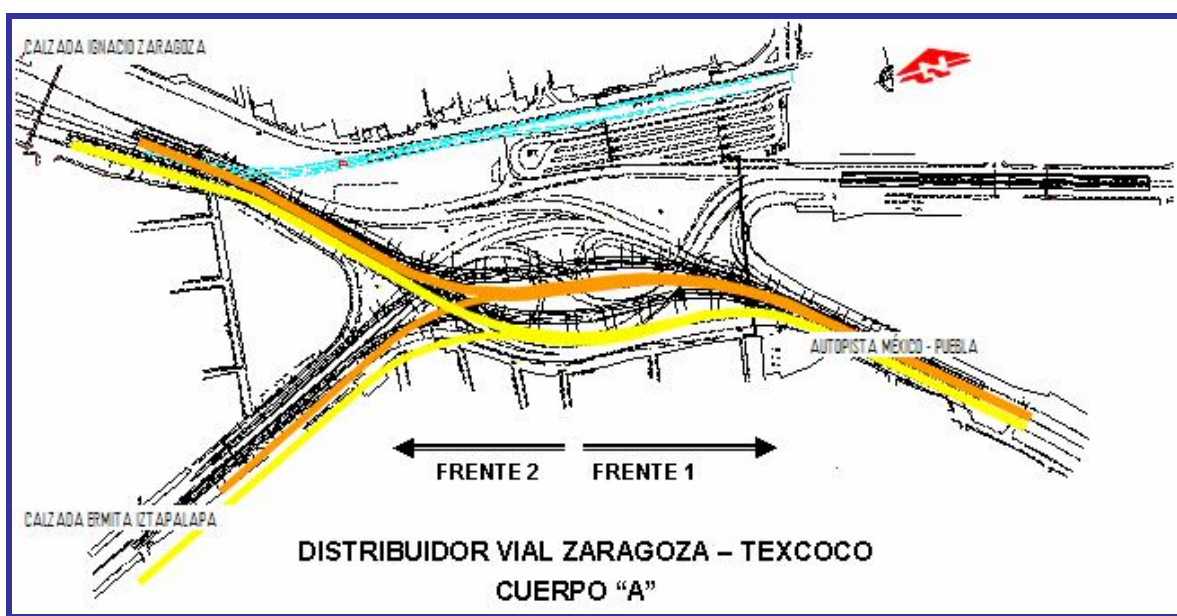 CALZADA IGNACIO ZARAGOZA
N
AUTOPISTA MÉXICO - PUEBLA
FRENTE 2
FRENTE 1
CALZADA ERMITA IZTAPALAPA
DISTRIBUIDOR VIAL ZARAGOZA – TEXCOCO
CUERPO “A”